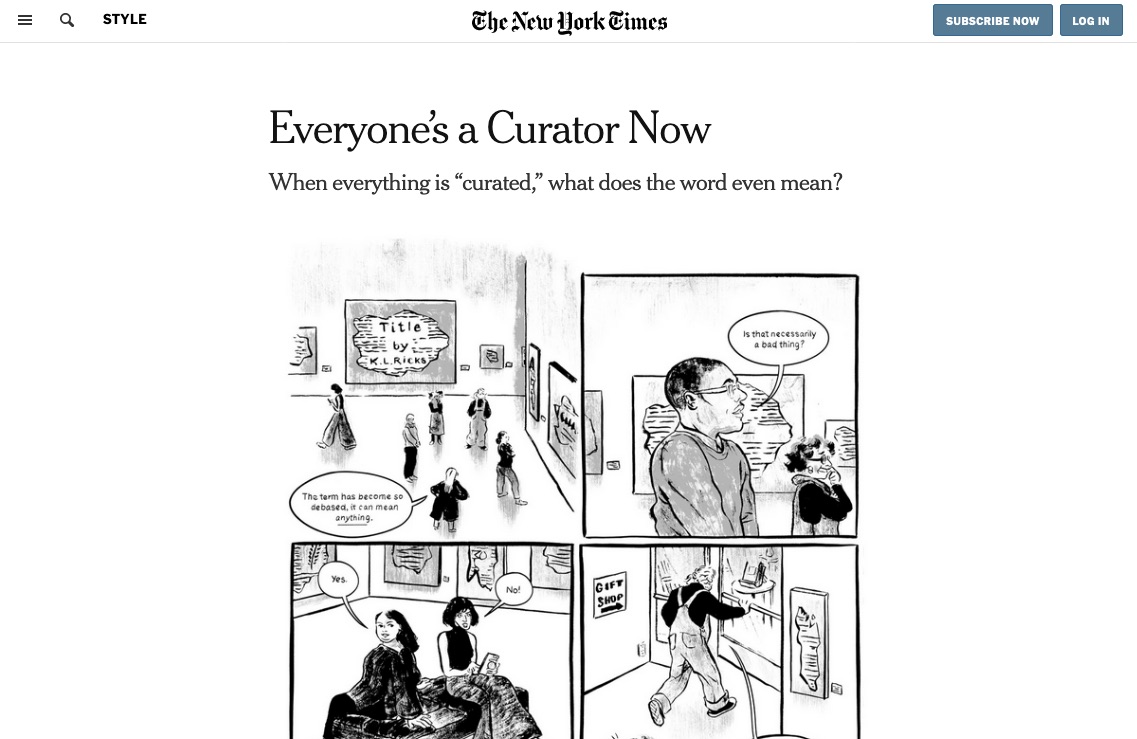 STYLE
The New York Times
SUBSCRIBE NOW
LOG IN
Everyone's a Curator Now
When everything is “curated,” what does the word even mean?
Title
by
K.L.Ricks
The term has become so
debased, it can mean
anything.
Is that necessarily
a bad thing?
Yes.
No!
GIFT
SHOP